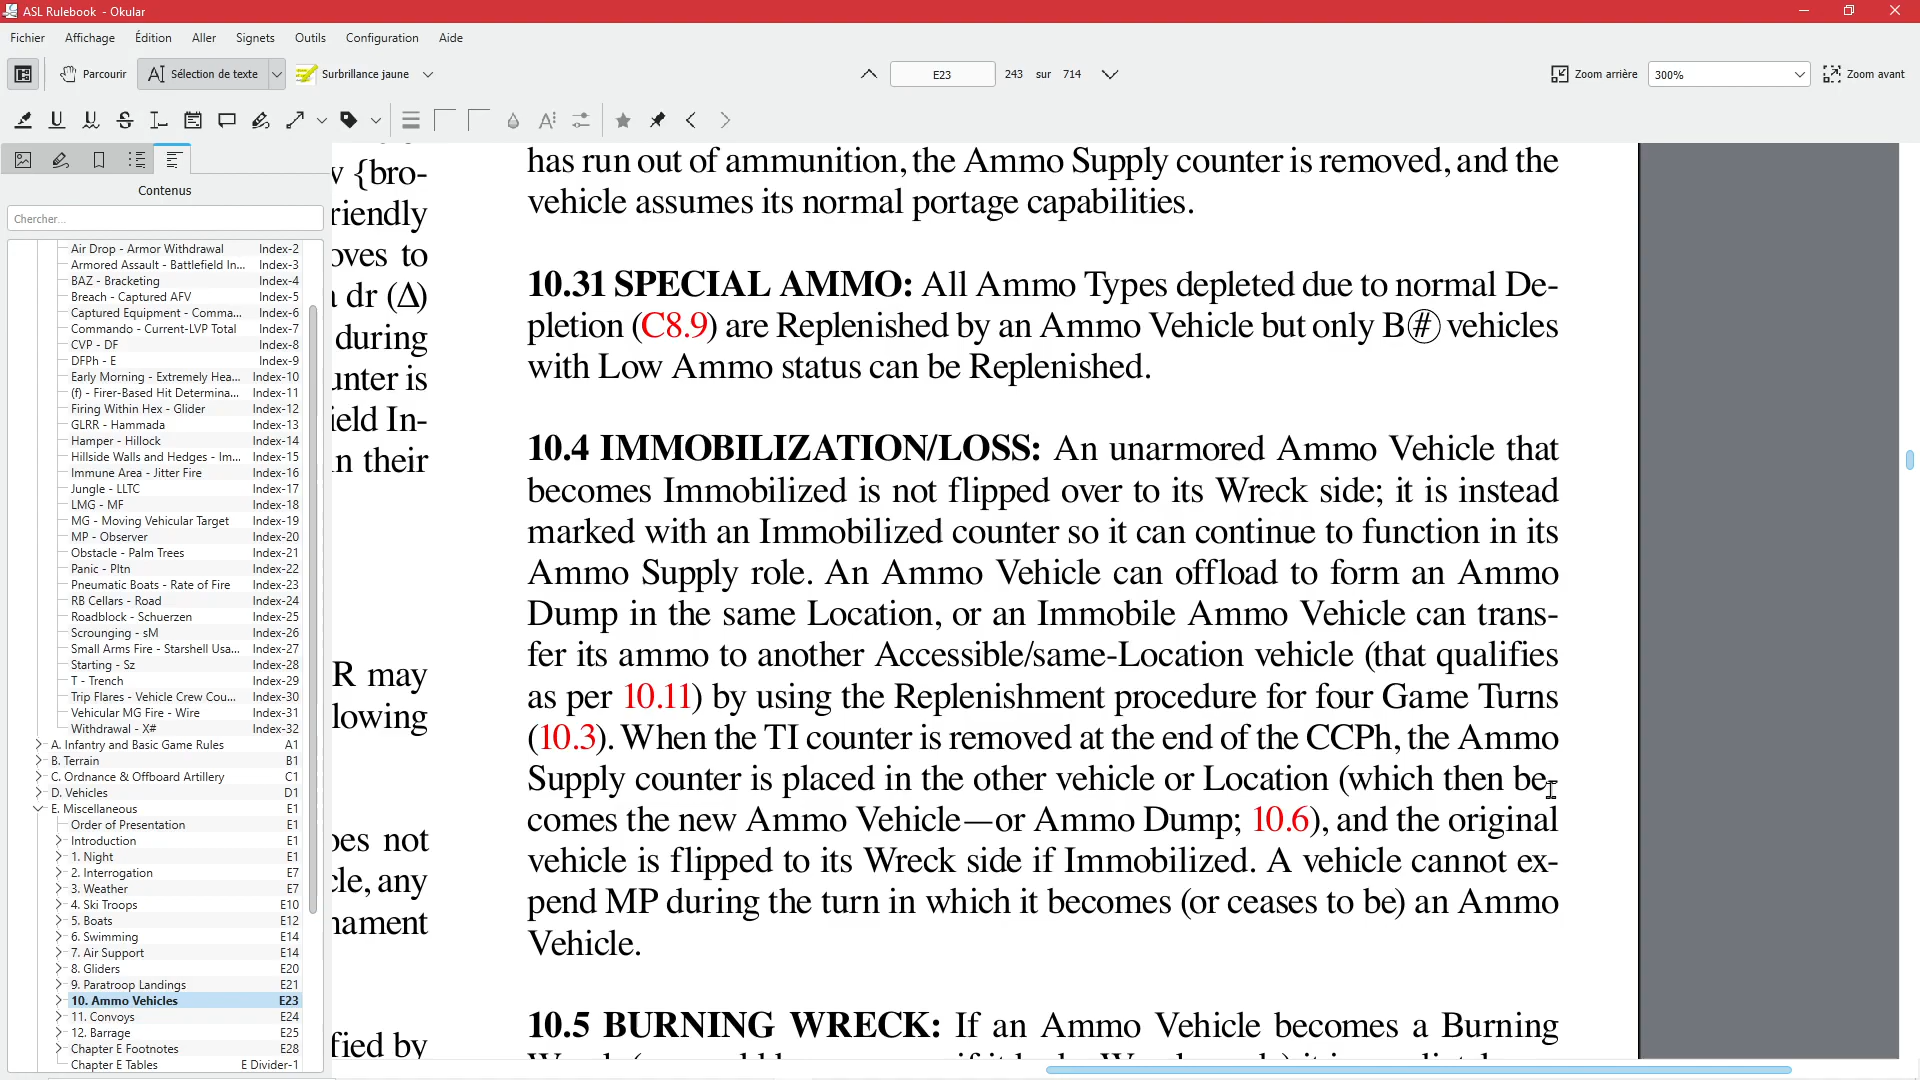 ASL Rulebook - Okular
Fichier Affichage Édition Aller Signets Outils Configuration Aide
Parcourir Sélection de texte Surbrillance jaune E23 243 sur 714 Zoom arrière 300% Zoom avant
Contenus
Chercher...
Air Drop - Armor Withdrawal Index-2
Armored Assault - Battlefield In... Index-3
BAZ - Bracketing Index-4
Breach - Captured AFV Index-5
Captured Equipment - Comma... Index-6
Commando - Current-LVP Total Index-7
CVP - DF Index-8
DFPh - E Index-9
Early Morning - Extremely Hea... Index-10
(f) - Firer-Based Hit Determina... Index-11
Firing Within Hex - Glider Index-12
GLRR - Hammada Index-13
Hamper - Hillock Index-14
Hillside Walls and Hedges - Im... Index-15
Immune Area - Jitter Fire Index-16
Jungle - LLTC Index-17
LMG - MF Index-18
MG - Moving Vehicular Target Index-19
MP - Observer Index-20
Obstacle - Palm Trees Index-21
Panic - Pltn Index-22
Pneumatic Boats - Rate of Fire Index-23
RB Cellars - Road Index-24
Roadblock - Schuerzen Index-25
Scrounging - sM Index-26
Small Arms Fire - Starshell Usa... Index-27
Starting - Sz Index-28
T - Trench Index-29
Trip Flares - Vehicle Crew Cou... Index-30
Vehicular MG Fire - Wire Index-31
Withdrawal - X# Index-32
A. Infantry and Basic Game Rules A1
B. Terrain B1
C. Ordnance & Offboard Artillery C1
D. Vehicles D1
E. Miscellaneous E1
Order of Presentation E1
Introduction E1
1. Night E1
2. Interrogation E7
3. Weather E7
4. Ski Troops E10
5. Boats E12
6. Swimming E14
7. Air Support E14
8. Gliders E20
9. Paratroop Landings E21
10. Ammo Vehicles E23
11. Convoys E24
12. Barrage E25
Chapter E Footnotes E28
Chapter E Tables E Divider-1
{bro-
riendly
oves to
dr (Δ)
during
unter is
ield In-
in their
R may
lowing
oes not
cle, any
nament
fied by
has run out of ammunition, the Ammo Supply counter is removed, and the
vehicle assumes its normal portage capabilities.
10.31 SPECIAL AMMO: All Ammo Types depleted due to normal De-
pletion (C8.9) are Replenished by an Ammo Vehicle but only B# vehicles
with Low Ammo status can be Replenished.
10.4 IMMOBILIZATION/LOSS: An unarmored Ammo Vehicle that
becomes Immobilized is not flipped over to its Wreck side; it is instead
marked with an Immobilized counter so it can continue to function in its
Ammo Supply role. An Ammo Vehicle can offload to form an Ammo
Dump in the same Location, or an Immobile Ammo Vehicle can trans-
fer its ammo to another Accessible/same-Location vehicle (that qualifies
as per 10.11) by using the Replenishment procedure for four Game Turns
(10.3). When the TI counter is removed at the end of the CCPh, the Ammo
Supply counter is placed in the other vehicle or Location (which then be-
comes the new Ammo Vehicle—or Ammo Dump; 10.6), and the original
vehicle is flipped to its Wreck side if Immobilized. A vehicle cannot ex-
pend MP during the turn in which it becomes (or ceases to be) an Ammo
Vehicle.
10.5 BURNING WRECK: If an Ammo Vehicle becomes a Burning